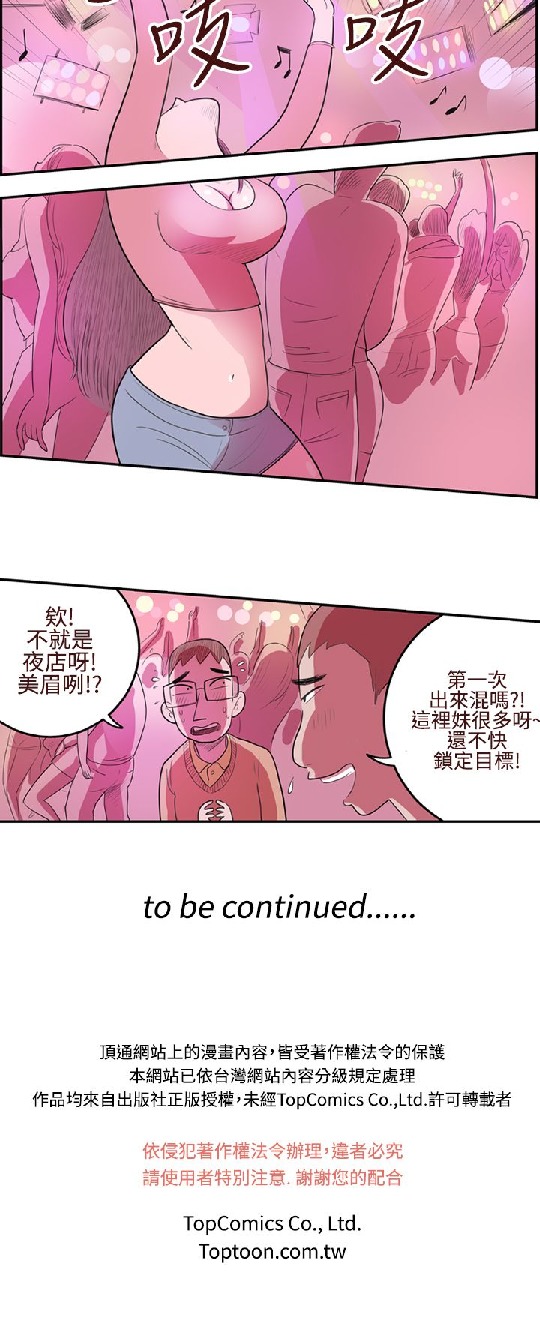 吱
吱
欸!
不就是
夜店呀!
美眉咧!?
第一次
出來混嗎?!
這裡妹很多呀~
還不快
鎖定目標!
to be continued......
頂通網站上的漫畫內容，皆受著作權法令的保護
本網站已依台灣網站內容分級規定處理
作品均來自出版社正版授權，未經TopComics Co.,Ltd.許可轉載者
依侵犯著作權法令辦理，違者必究
請使用者特別注意. 謝謝您的配合
TopComics Co., Ltd.
Toptoon.com.tw